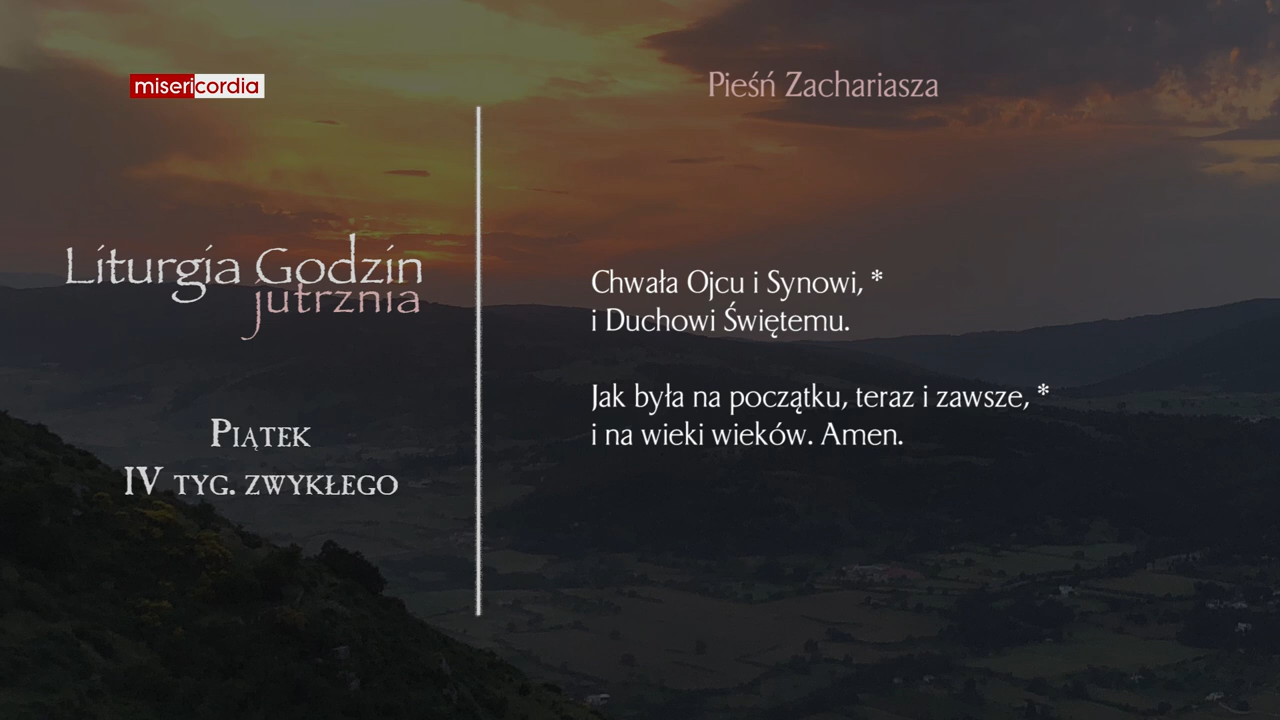 misericordia
Pieśń Zachariasza
Liturgia Godzin
jutrznia
Piątek
IV tyg. zwykłego
Chwała Ojcu i Synowi, *
i Duchowi Świętemu.
Jak była na początku, teraz i zawsze, *
i na wieki wieków. Amen.